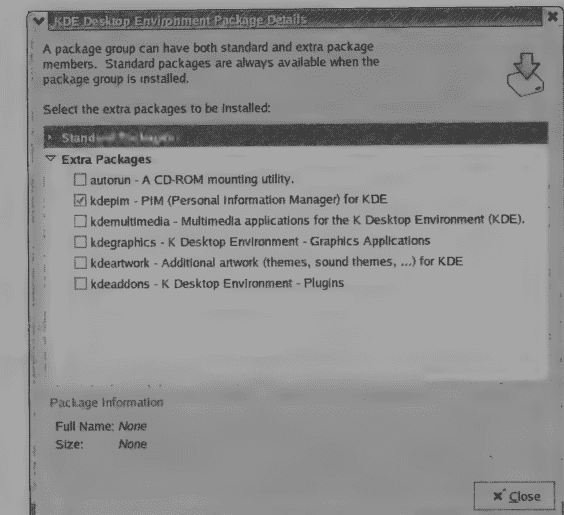 KDE Desktop Environment Package Details
A package group can have both standard and extra package
members. Standard packages are always available when the
package group is installed.
Select the extra packages to be installed:
Standard Packages
Extra Packages
autorun - A CD-ROM mounting utility.
kdepim - PIM (Personal Information Manager) for KDE
kdemultimedia - Multimedia applications for the K Desktop Environment (KDE).
kdegraphics - K Desktop Environment - Graphics Applications
kdeartwork - Additional artwork (themes, sound themes, ...) for KDE
kdeaddons - K Desktop Environment - Plugins
Package Information
Full Name: None
Size: None
Close